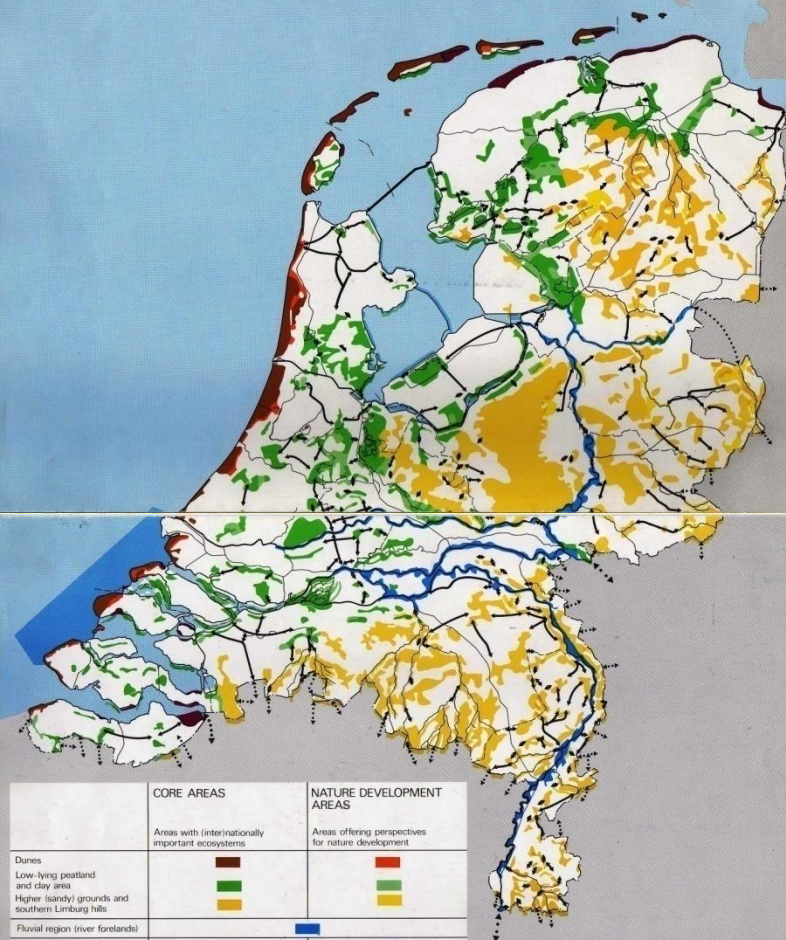 CORE AREAS
Areas with (inter)nationally
important ecosystems
NATURE DEVELOPMENT
AREAS
Areas offering perspectives
for nature development
Dunes
Low-lying peatland
and clay area
Higher (sandy) grounds and
southern Limburg hills
Fluvial region (river forelands)